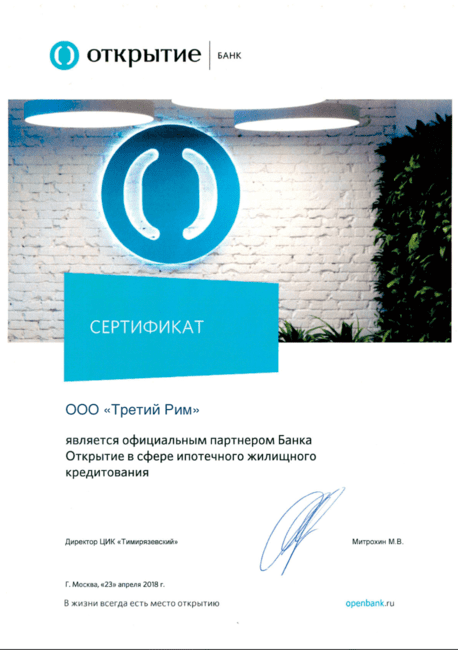 открытие БАНК
СЕРТИФИКАТ
ООО «Третий Рим»
является официальным партнером Банка
Открытие в сфере ипотечного жилищного
кредитования
Директор ЦИК «Тимирязевский»
Митрохин М.В.
Г. Москва, «23» апреля 2018 г.
В жизни всегда есть место открытию
openbank.ru